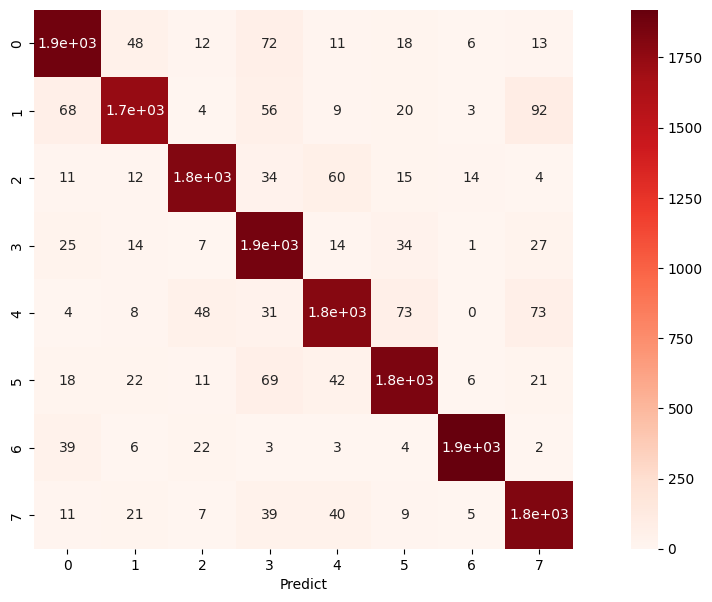 0 1.9e+03 48 12 72 11 18 6 13
1 68 1.7e+03 4 56 9 20 3 92
2 11 12 1.8e+03 34 60 15 14 4
3 25 14 7 1.9e+03 14 34 1 27
4 4 8 48 31 1.8e+03 73 0 73
5 18 22 11 69 42 1.8e+03 6 21
6 39 6 22 3 3 4 1.9e+03 2
7 11 21 7 39 40 9 5 1.8e+03
0 1 2 3 4 5 6 7
Predict
1750
1500
1250
1000
750
500
250
0